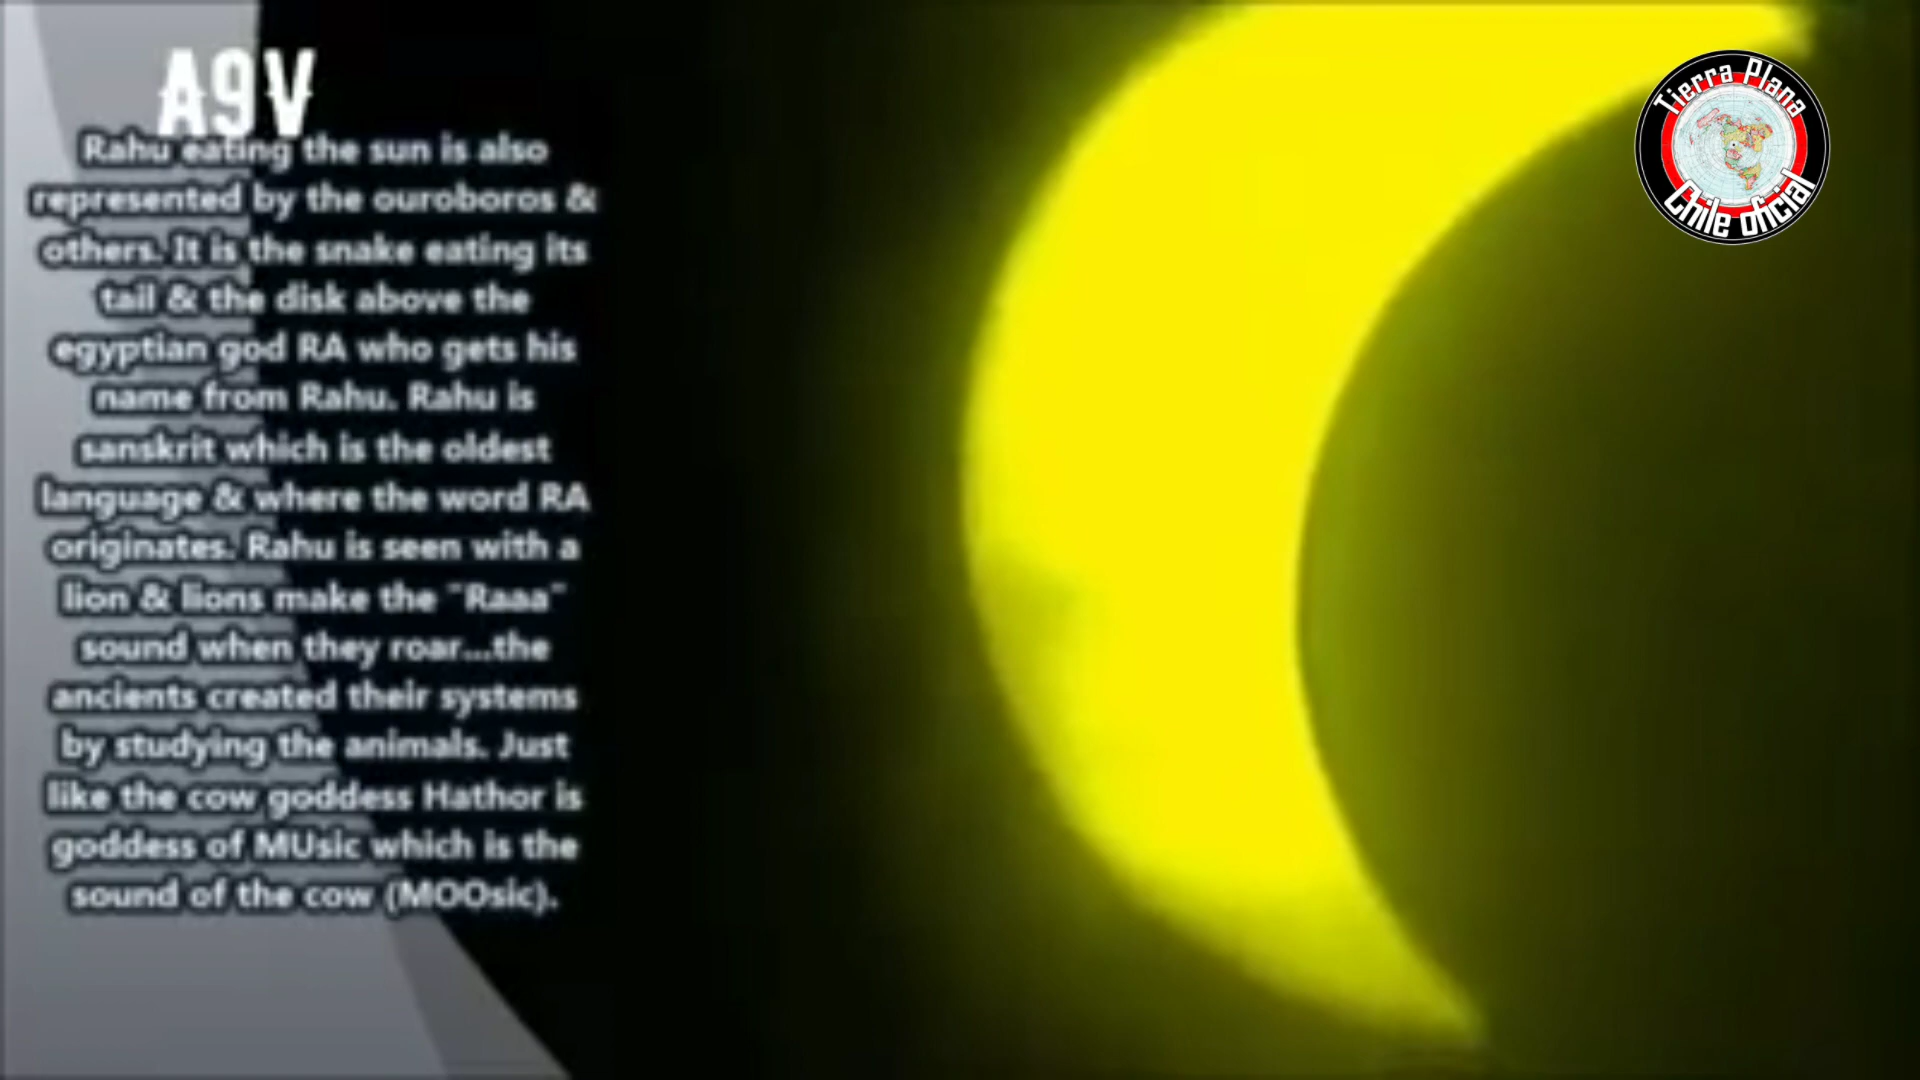 A9V
Rahu eating the sun is also
represented by the ouroboros &
others. It is the snake eating its
tail & the disk above the
egyptian god RA who gets his
name from Rahu. Rahu is
sanskrit which is the oldest
language & where the word RA
originates. Rahu is seen with a
lion & lions make the "Raaa"
sound when they roar...the
ancients created their systems
by studying the animals. Just
like the cow goddess Hathor is
goddess of MUsic which is the
sound of the cow (MOOsic).
Tierra Plana
Chile oficial